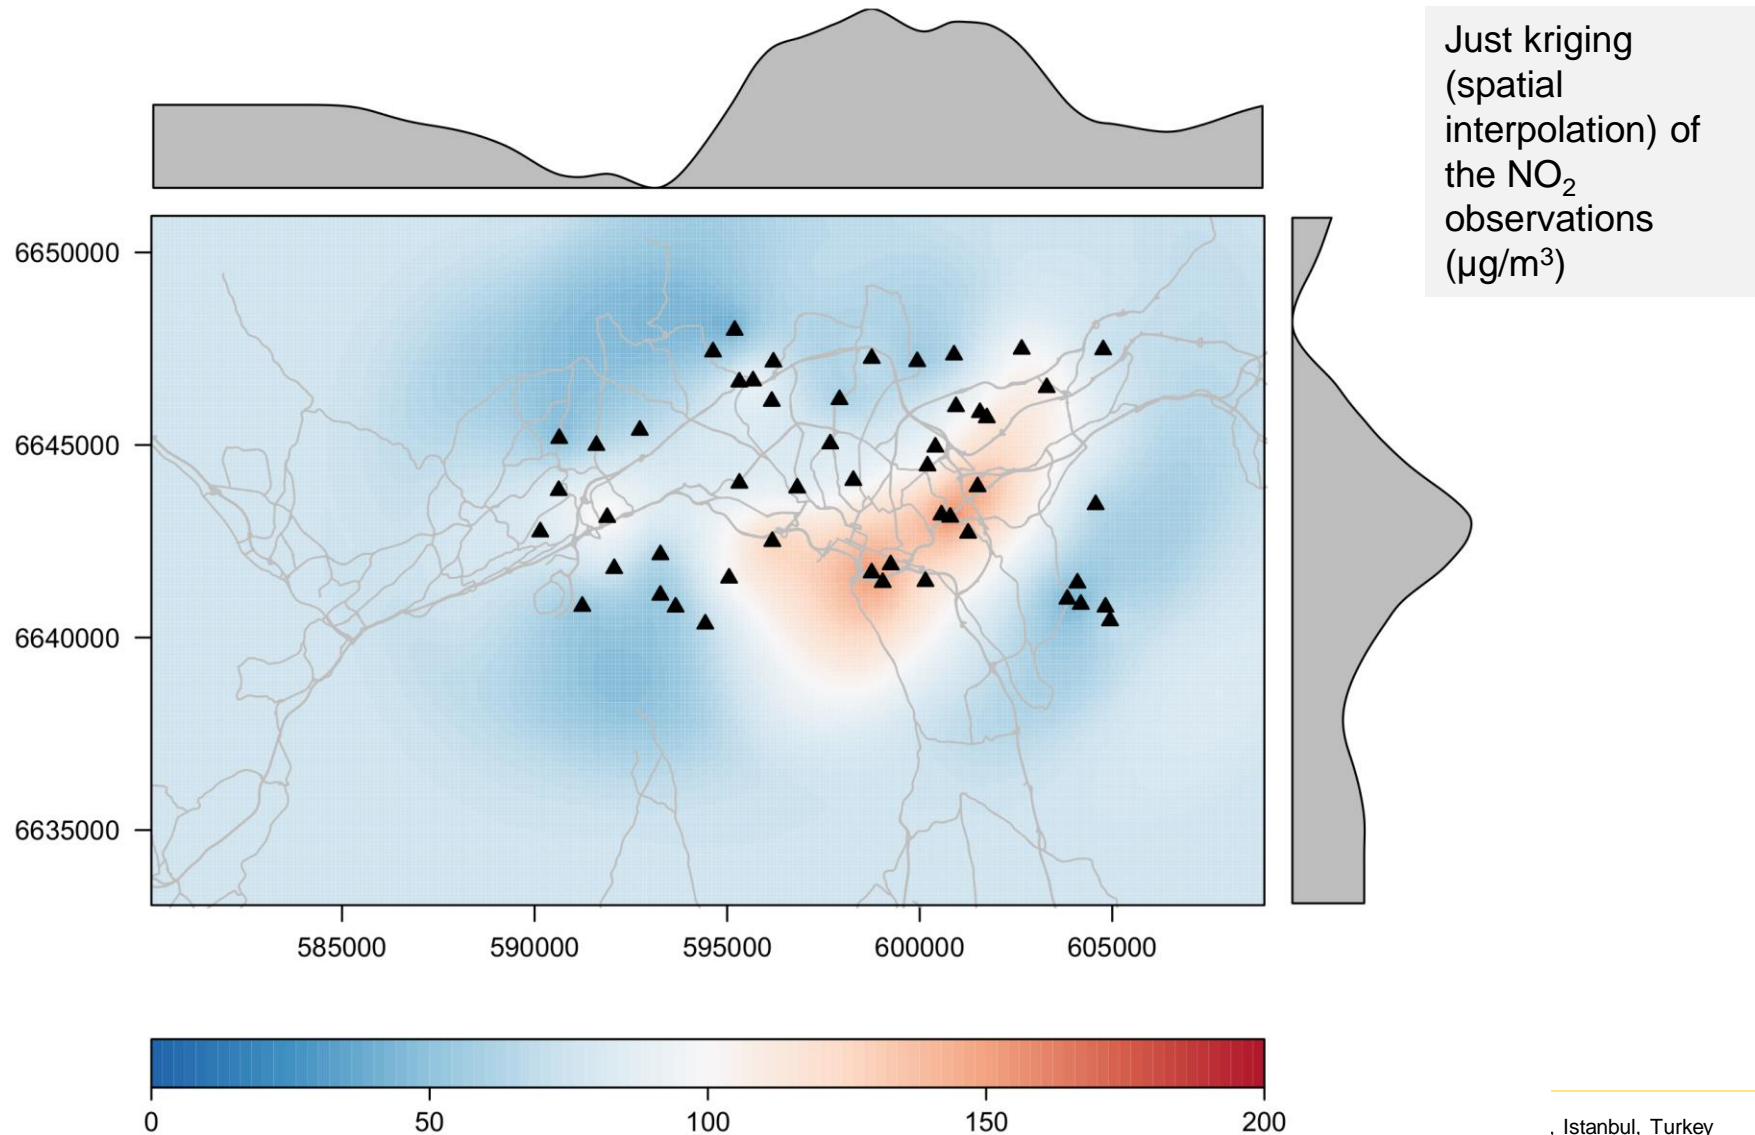 Just kriging
(spatial
interpolation) of
the NO₂
observations
(µg/m³)
6650000
6645000
6640000
6635000
585000 590000 595000 600000 605000
0 50 100 150 200
, Istanbul, Turkey